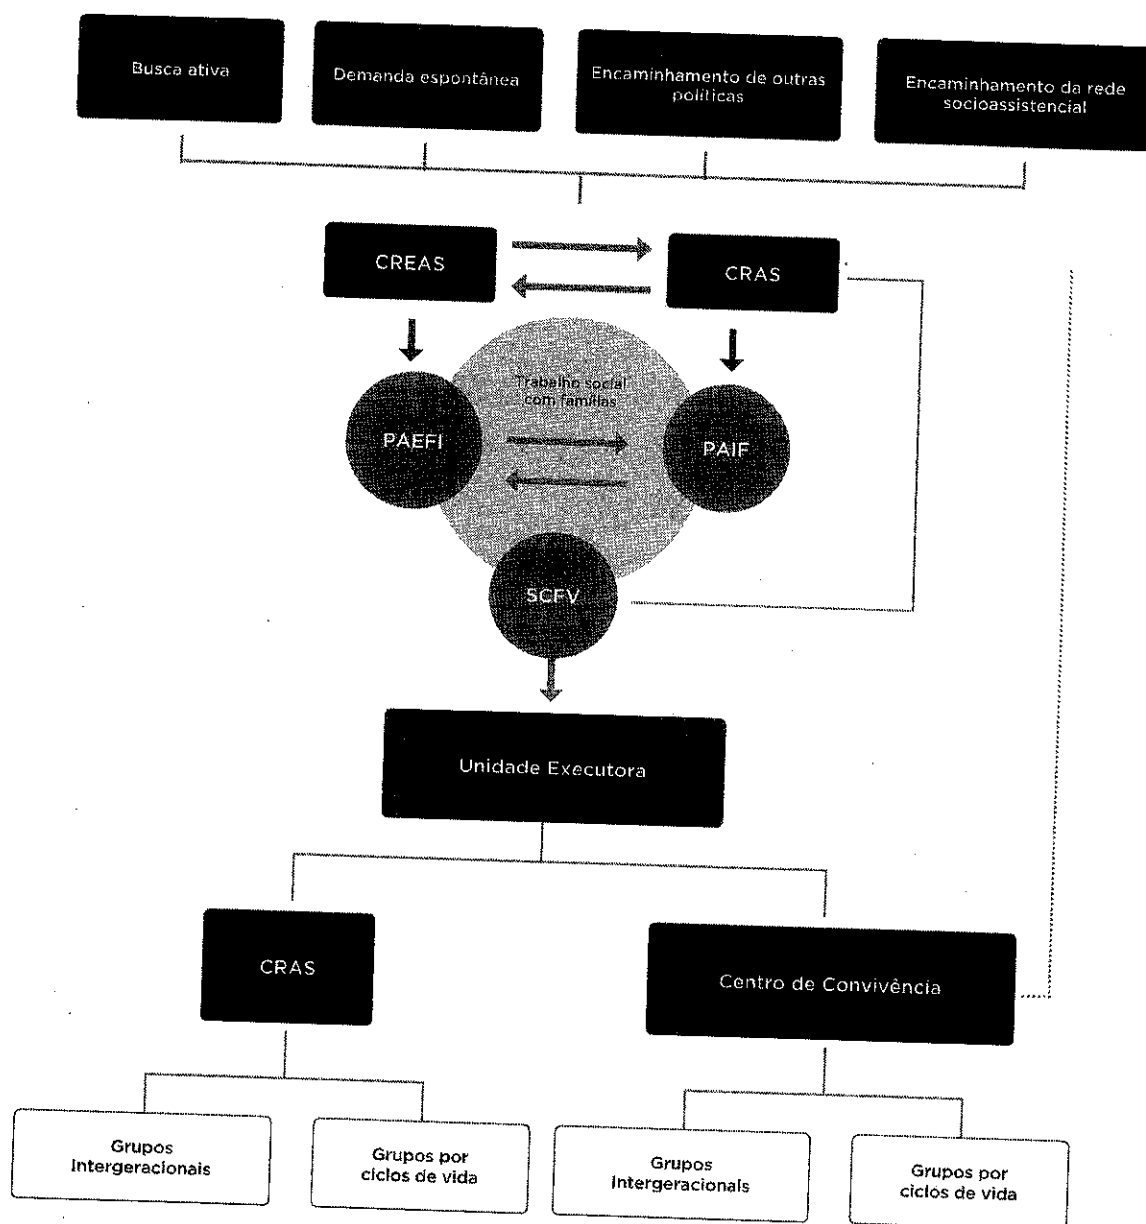 Busca ativa
Demanda espontânea
Encaminhamento de outras
políticas
Encaminhamento da rede
socioassistencial
CREAS
CRAS
Trabalho social
com famílias
PAEFI
PAIF
SCFV
Unidade Executora
CRAS
Centro de Convivência
Grupos
Intergeracionais
Grupos por
ciclos de vida
Grupos
Intergeracionais
Grupos por
ciclos de vida